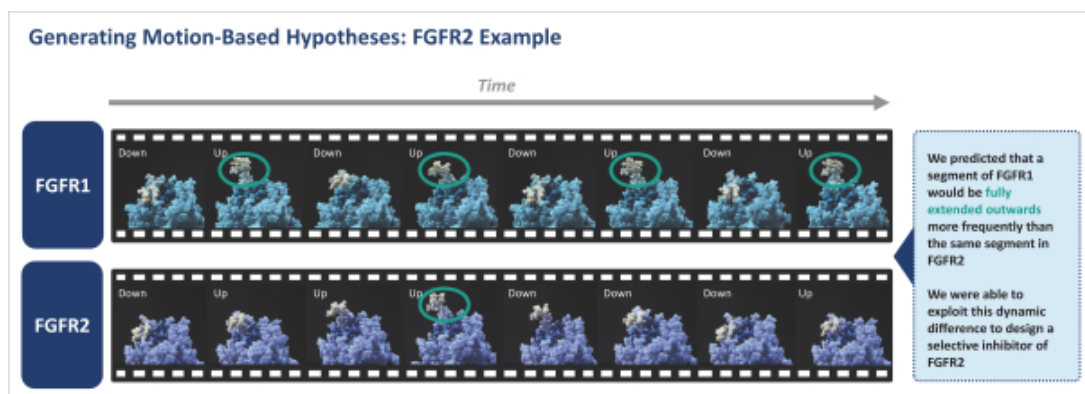 Generating Motion-Based Hypotheses: FGFR2 Example
Time
FGFR1
Down Up Down Up Down Up Down Up
FGFR2
Down Up Up Up Down Down Down Up
We predicted that a
segment of FGFR1
would be fully
extended outwards
more frequently than
the same segment in
FGFR2
We were able to
exploit this dynamic
difference to design a
selective inhibitor of
FGFR2